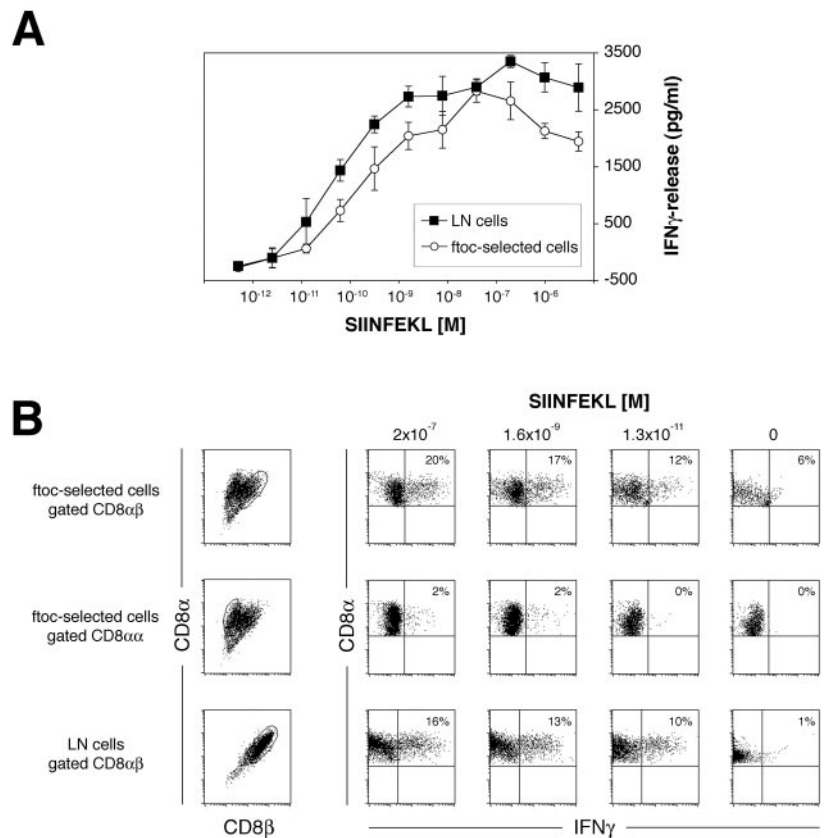 A
3500
2500
1500
500
-500
IFNγ-release (pg/ml)
LN cells
ftoc-selected cells
10⁻¹² 10⁻¹¹ 10⁻¹⁰ 10⁻⁹ 10⁻⁸ 10⁻⁷ 10⁻⁶
SIINFEKL [M]
B
SIINFEKL [M]
2x10⁻⁷ 1.6x10⁻⁹ 1.3x10⁻¹¹ 0
ftoc-selected cells
gated CD8αβ
20% 17% 12% 6%
ftoc-selected cells
gated CD8αα
2% 2% 0% 0%
LN cells
gated CD8αβ
16% 13% 10% 1%
CD8α
CD8α
CD8β
IFNγ